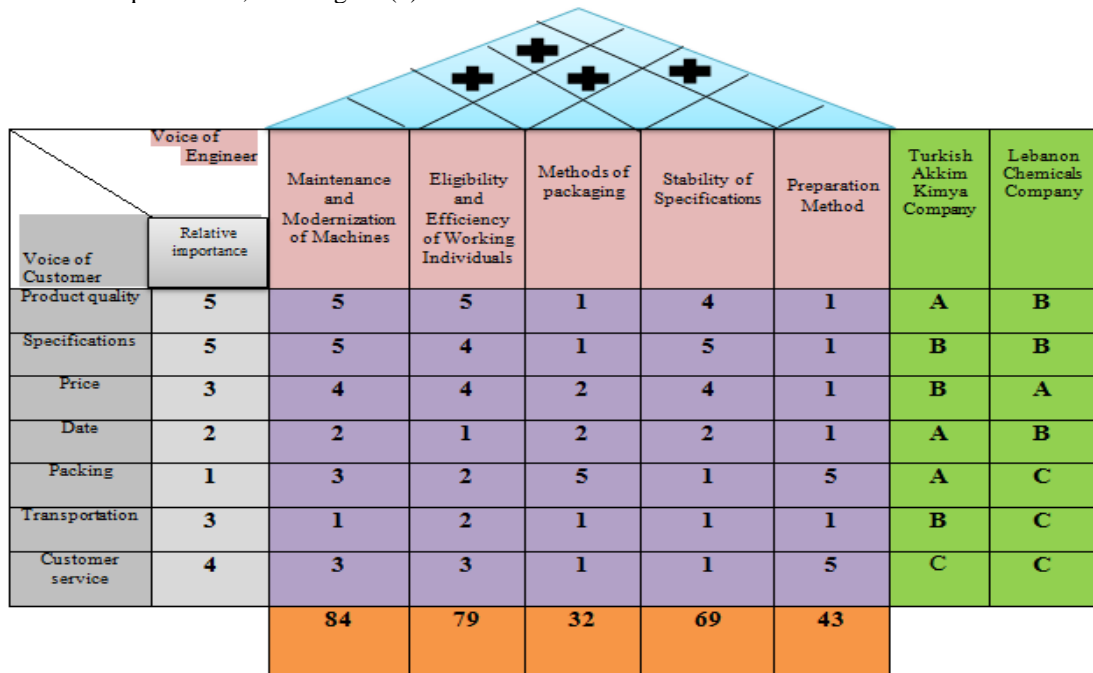 Voice of
Engineer
Voice of
Customer
Relative
importance
Maintenance
and
Modernization
of Machines
Eligibility
and
Efficiency
of Working
Individuals
Methods of
packaging
Stability of
Specifications
Preparation
Method
Turkish
Akkim
Kimya
Company
Lebanon
Chemicals
Company
Product quality 5 5 5 1 4 1 A B
Specifications 5 5 4 1 5 1 B B
Price 3 4 4 2 4 1 B A
Date 2 2 1 2 2 1 A B
Packing 1 3 2 5 1 5 A C
Transportation 3 1 2 1 1 1 B C
Customer
service 4 3 3 1 1 5 C C
84 79 32 69 43